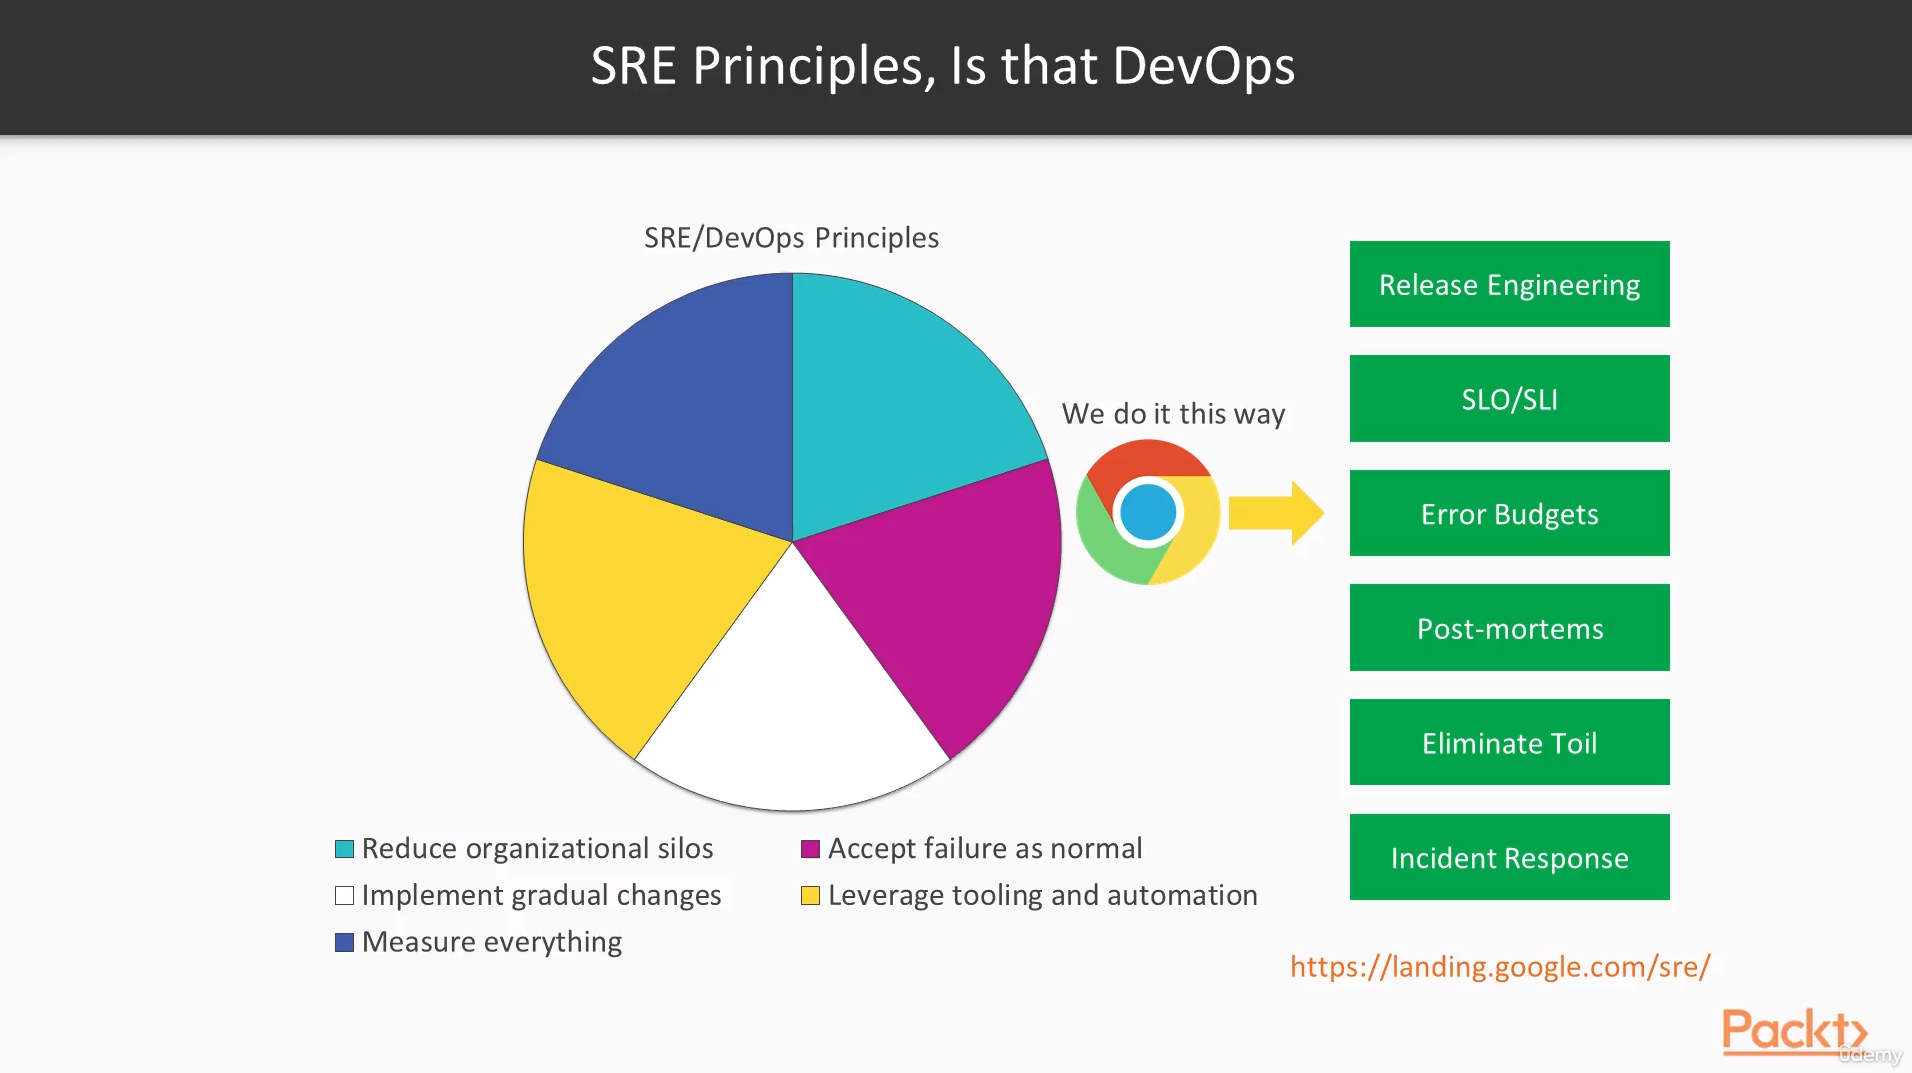 SRE Principles, Is that DevOps
SRE/DevOps Principles
We do it this way
Reduce organizational silos
Accept failure as normal
Implement gradual changes
Leverage tooling and automation
Measure everything
Release Engineering
SLO/SLI
Error Budgets
Post-mortems
Eliminate Toil
Incident Response
https://landing.google.com/sre/
Packt
ûdemy